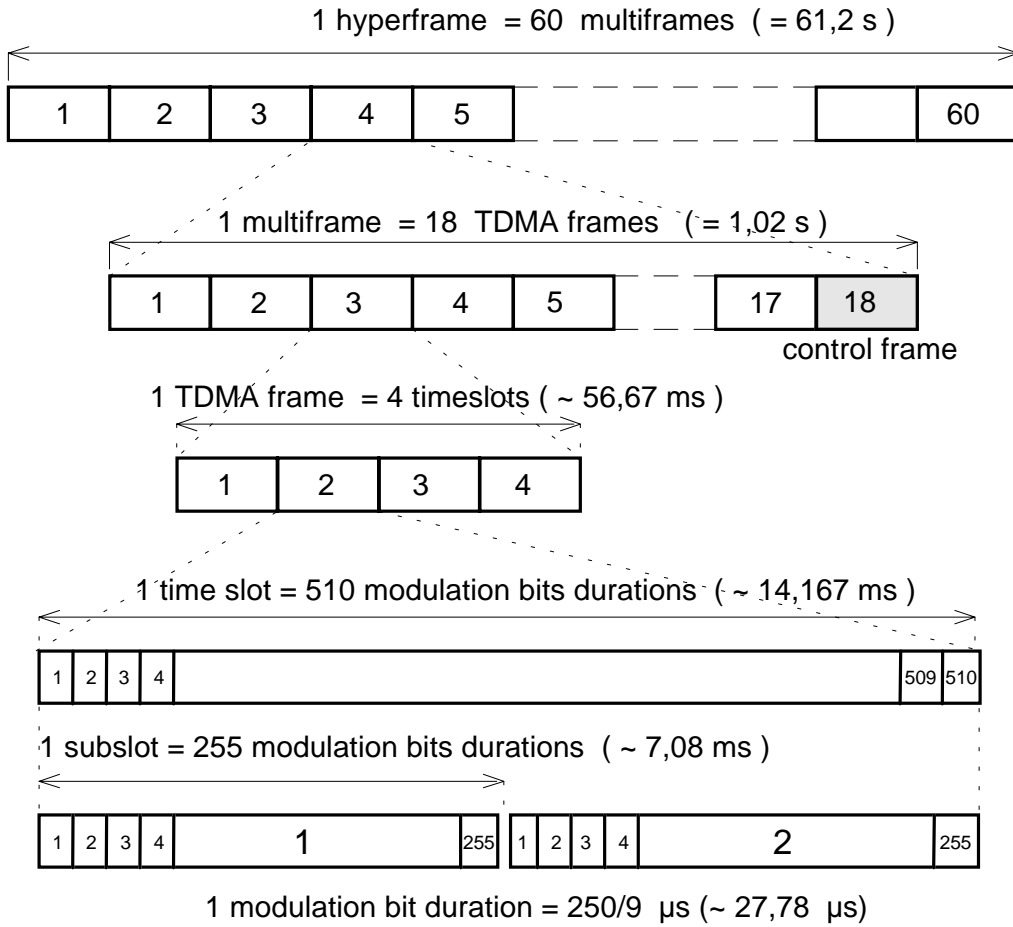 1 hyperframe = 60 multiframes ( = 61,2 s )
1 2 3 4 5 60
1 multiframe = 18 TDMA frames ( = 1,02 s )
1 2 3 4 5 17 18
control frame
1 TDMA frame = 4 timeslots ( ~ 56,67 ms )
1 2 3 4
1 time slot = 510 modulation bits durations ( ~ 14,167 ms )
1 2 3 4 509 510
1 subslot = 255 modulation bits durations ( ~ 7,08 ms )
1 2 3 4 1 255 1 2 3 4 2 255
1 modulation bit duration = 250/9 µs (~ 27,78 µs)